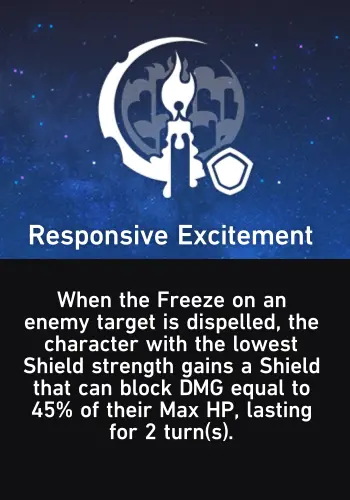 Responsive Excitement
When the Freeze on an
enemy target is dispelled, the
character with the lowest
Shield strength gains a Shield
that can block DMG equal to
45% of their Max HP, lasting
for 2 turn(s).